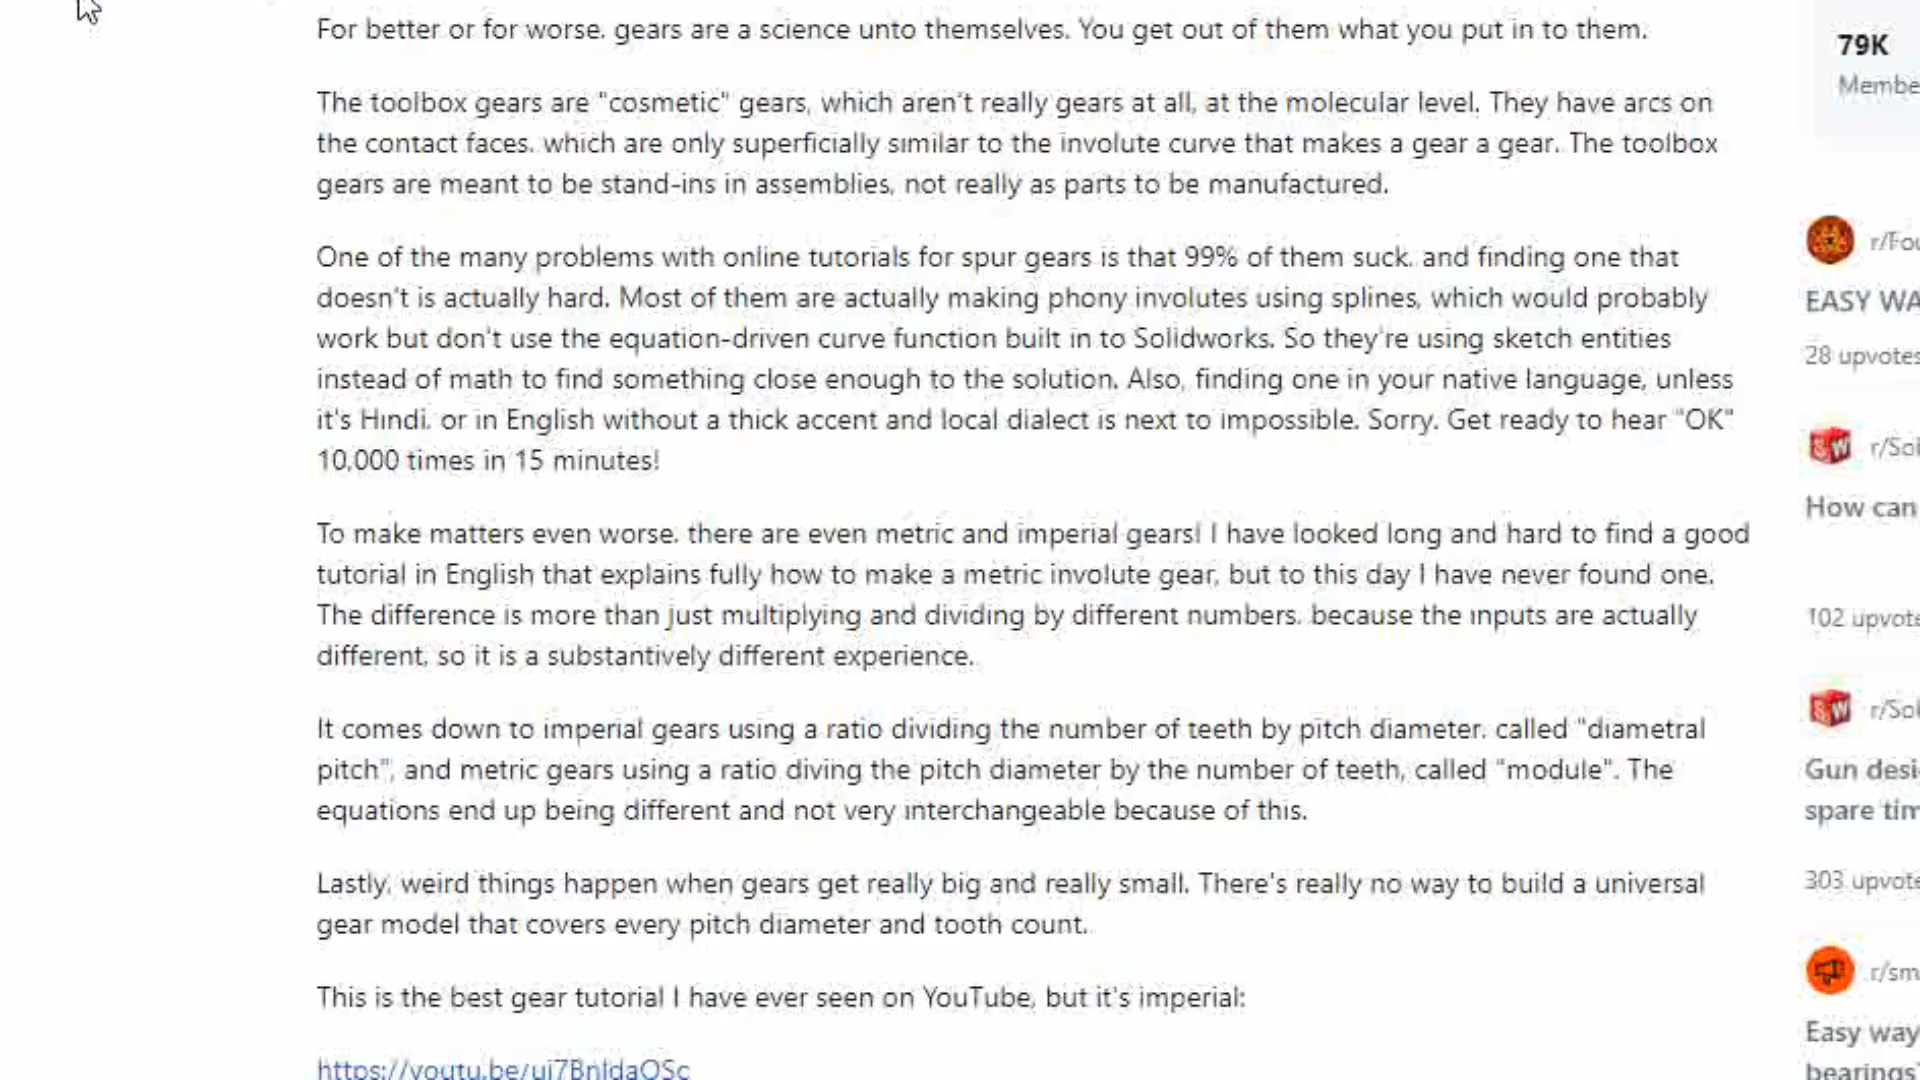 For better or for worse. gears are a science unto themselves. You get out of them what you put in to them.
The toolbox gears are "cosmetic" gears, which aren't really gears at all, at the molecular level. They have arcs on
the contact faces. which are only superficially similar to the involute curve that makes a gear a gear. The toolbox
gears are meant to be stand-ins in assemblies, not really as parts to be manufactured.
One of the many problems with online tutorials for spur gears is that 99% of them suck. and finding one that
doesn't is actually hard. Most of them are actually making phony involutes using splines, which would probably
work but don't use the equation-driven curve function built in to Solidworks. So they're using sketch entities
instead of math to find something close enough to the solution. Also, finding one in your native language, unless
it's Hindi. or in English without a thick accent and local dialect is next to impossible. Sorry. Get ready to hear "OK"
10,000 times in 15 minutes!
To make matters even worse. there are even metric and imperial gears! I have looked long and hard to find a good
tutorial in English that explains fully how to make a metric involute gear, but to this day I have never found one.
The difference is more than just multiplying and dividing by different numbers. because the inputs are actually
different, so it is a substantively different experience.
It comes down to imperial gears using a ratio dividing the number of teeth by pitch diameter. called "diametral
pitch", and metric gears using a ratio diving the pitch diameter by the number of teeth, called "module". The
equations end up being different and not very interchangeable because of this.
Lastly, weird things happen when gears get really big and really small. There's really no way to build a universal
gear model that covers every pitch diameter and tooth count.
This is the best gear tutorial I have ever seen on YouTube, but it's imperial:
79K
Membe
r/Fou
EASY WA
28 upvotes
r/Sol
How can
102 upvote
r/Sol
Gun desi
spare tim
303 upvote
r/sm
Easy way
bearings